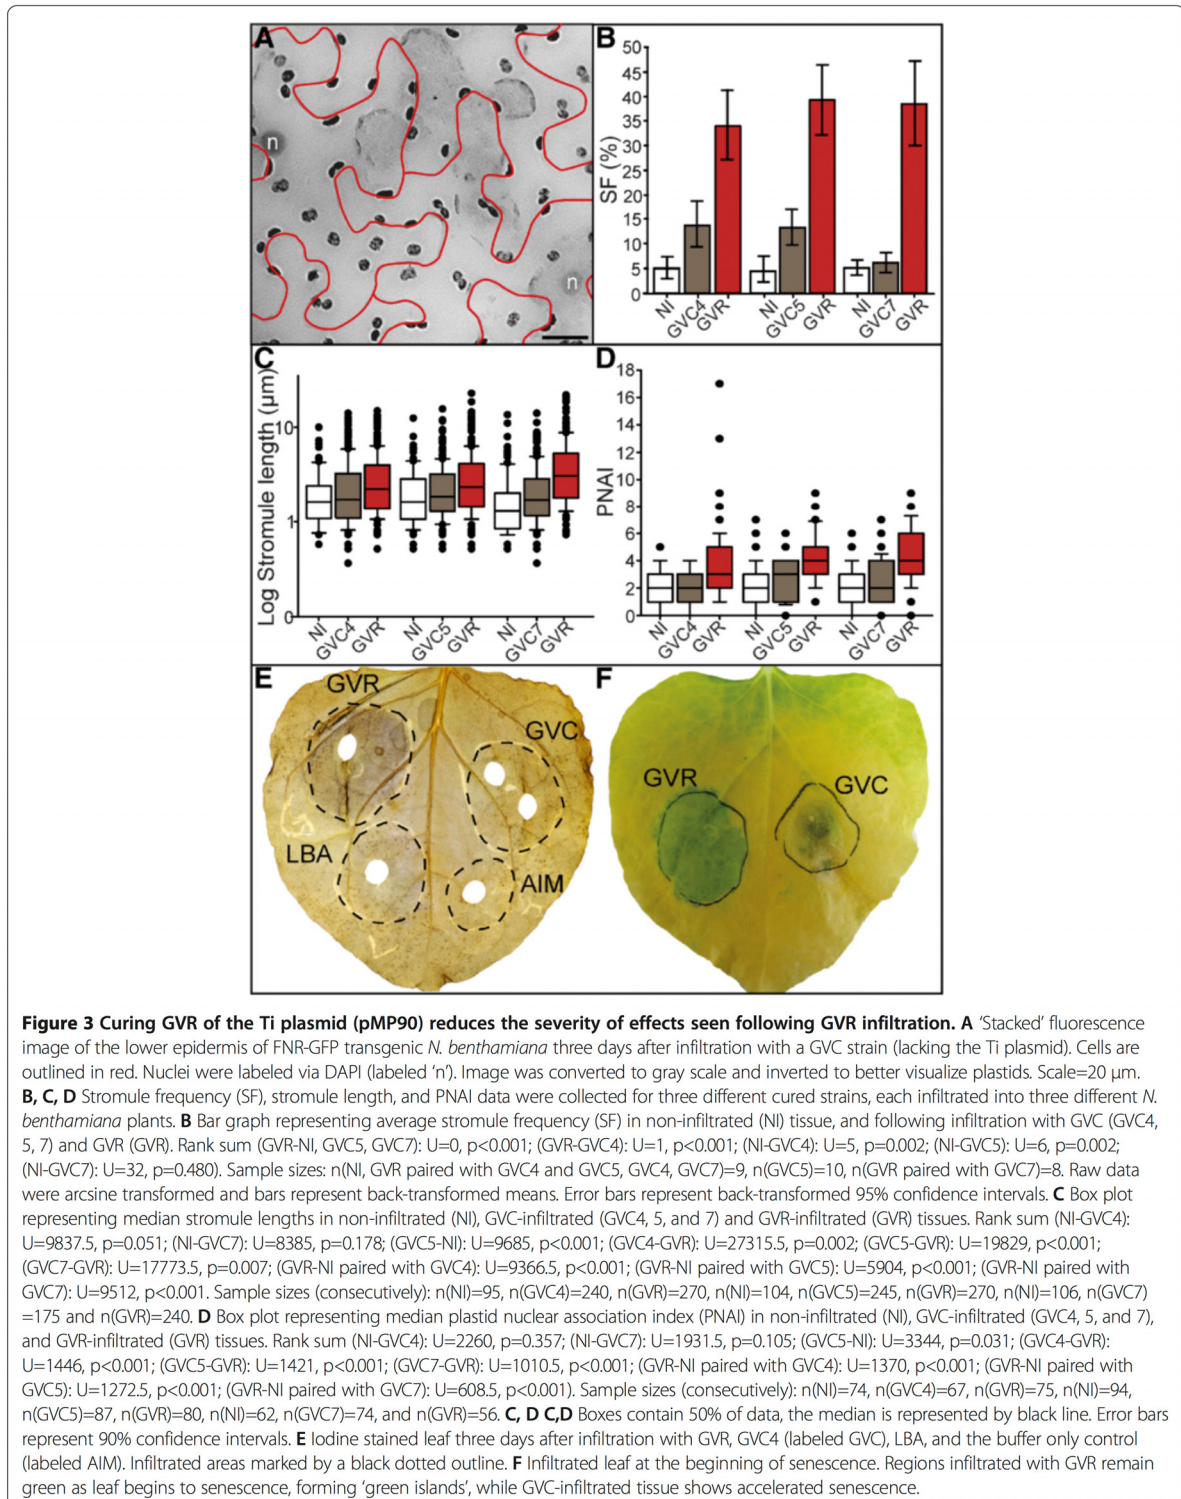 A
n
n
B
SF (%)
50
45
40
35
30
25
20
15
10
5
0
NI GVC4 GVR NI GVC5 GVR NI GVC7 GVR
C
Log Stromule length (µm)
10
1
0
NI GVC4 GVR NI GVC5 GVR NI GVC7 GVR
D
PNAI
18
16
14
12
10
8
6
4
2
0
NI GVC4 GVR NI GVC5 GVR NI GVC7 GVR
E
GVR
GVC
LBA
AIM
F
GVR
GVC
Figure 3 Curing GVR of the Ti plasmid (pMP90) reduces the severity of effects seen following GVR infiltration. A 'Stacked' fluorescence
image of the lower epidermis of FNR-GFP transgenic N. benthamiana three days after infiltration with a GVC strain (lacking the Ti plasmid). Cells are
outlined in red. Nuclei were labeled via DAPI (labeled 'n'). Image was converted to gray scale and inverted to better visualize plastids. Scale=20 µm.
B, C, D Stromule frequency (SF), stromule length, and PNAI data were collected for three different cured strains, each infiltrated into three different N.
benthamiana plants. B Bar graph representing average stromule frequency (SF) in non-infiltrated (NI) tissue, and following infiltration with GVC (GVC4,
5, 7) and GVR (GVR). Rank sum (GVR-NI, GVC5, GVC7): U=0, p<0.001; (GVR-GVC4): U=1, p<0.001; (NI-GVC4): U=5, p=0.002; (NI-GVC5): U=6, p=0.002;
(NI-GVC7): U=32, p=0.480). Sample sizes: n(NI, GVR paired with GVC4 and GVC5, GVC4, GVC7)=9, n(GVC5)=10, n(GVR paired with GVC7)=8. Raw data
were arcsine transformed and bars represent back-transformed means. Error bars represent back-transformed 95% confidence intervals. C Box plot
representing median stromule lengths in non-infiltrated (NI), GVC-infiltrated (GVC4, 5, and 7) and GVR-infiltrated (GVR) tissues. Rank sum (NI-GVC4):
U=9837.5, p=0.051; (NI-GVC7): U=8385, p=0.178; (GVC5-NI): U=9685, p<0.001; (GVC4-GVR): U=27315.5, p=0.002; (GVC5-GVR): U=19829, p<0.001;
(GVC7-GVR): U=17773.5, p=0.007; (GVR-NI paired with GVC4): U=9366.5, p<0.001; (GVR-NI paired with GVC5): U=5904, p<0.001; (GVR-NI paired with
GVC7): U=9512, p<0.001. Sample sizes (consecutively): n(NI)=95, n(GVC4)=240, n(GVR)=270, n(NI)=104, n(GVC5)=245, n(GVR)=270, n(NI)=106, n(GVC7)
=175 and n(GVR)=240. D Box plot representing median plastid nuclear association index (PNAI) in non-infiltrated (NI), GVC-infiltrated (GVC4, 5, and 7),
and GVR-infiltrated (GVR) tissues. Rank sum (NI-GVC4): U=2260, p=0.357; (NI-GVC7): U=1931.5, p=0.105; (GVC5-NI): U=3344, p=0.031; (GVC4-GVR):
U=1446, p<0.001; (GVC5-GVR): U=1421, p<0.001; (GVC7-GVR): U=1010.5, p<0.001; (GVR-NI paired with GVC4): U=1370, p<0.001; (GVR-NI paired with
GVC5): U=1272.5, p<0.001; (GVR-NI paired with GVC7): U=608.5, p<0.001). Sample sizes (consecutively): n(NI)=74, n(GVC4)=67, n(GVR)=75, n(NI)=94,
n(GVC5)=87, n(GVR)=80, n(NI)=62, n(GVC7)=74, and n(GVR)=56. C, D C,D Boxes contain 50% of data, the median is represented by black line. Error bars
represent 90% confidence intervals. E Iodine stained leaf three days after infiltration with GVR, GVC4 (labeled GVC), LBA, and the buffer only control
(labeled AIM). Infiltrated areas marked by a black dotted outline. F Infiltrated leaf at the beginning of senescence. Regions infiltrated with GVR remain
green as leaf begins to senescence, forming 'green islands', while GVC-infiltrated tissue shows accelerated senescence.